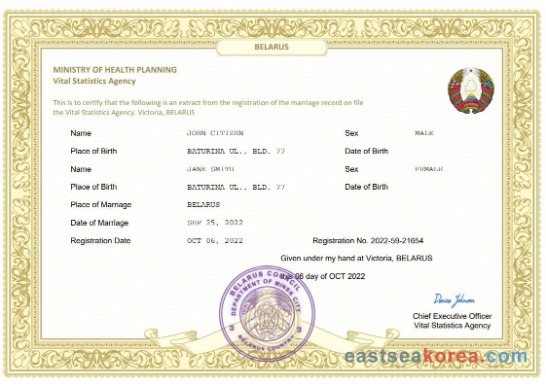 BELARUS
MINISTRY OF HEALTH PLANNING
Vital Statistics Agency
This is to certify that the following is an extract from the registration of the marriage record on file
the Vital Statistics Agency, Victoria, BELARUS
Name JOHN CITIZEN Sex MALE
Place of Birth BATURINA UL., BLD. 77 Date of Birth
Name JANE SMITH Sex FEMALE
Place of Birth BATURINA UL., BLD. 77 Date of Birth
Place of Marriage BELARUS
Date of Marriage SEP 25, 2022
Registration Date OCT 06, 2022 Registration No. 2022-59-21654
Given under my hand at Victoria, BELARUS
this 06 day of OCT 2022
BELARUS COUNCIL
DEPARTMENT OF MINSK CITY
BELARUS COUNTRY
Denise Johnson
Chief Executive Officer
Vital Statistics Agency
eastseakorea.com